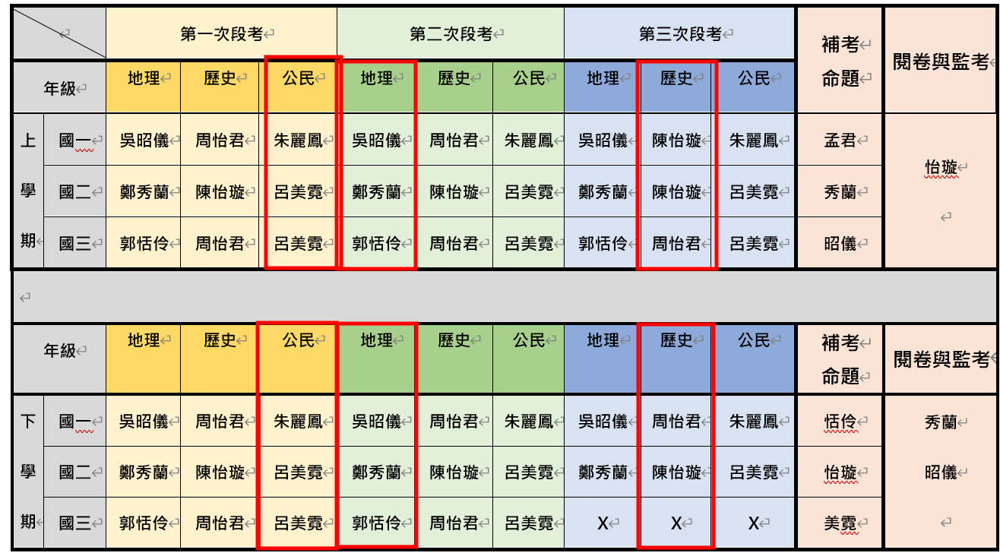 第一次段考 第二次段考 第三次段考 補考命題 閱卷與監考
年級 地理 歷史 公民 地理 歷史 公民 地理 歷史 公民
上學期 國一 吳昭儀 周怡君 朱麗鳳 吳昭儀 周怡君 朱麗鳳 吳昭儀 陳怡璇 朱麗鳳 孟君 怡璇
國二 鄭秀蘭 陳怡璇 呂美霓 鄭秀蘭 陳怡璇 呂美霓 鄭秀蘭 陳怡璇 呂美霓 秀蘭
國三 郭恬伶 周怡君 呂美霓 郭恬伶 周怡君 呂美霓 郭恬伶 周怡君 呂美霓 昭儀
年級 地理 歷史 公民 地理 歷史 公民 地理 歷史 公民 補考命題 閱卷與監考
下學期 國一 吳昭儀 周怡君 朱麗鳳 吳昭儀 周怡君 朱麗鳳 吳昭儀 周怡君 朱麗鳳 恬伶 秀蘭
國二 鄭秀蘭 陳怡璇 呂美霓 鄭秀蘭 陳怡璇 呂美霓 鄭秀蘭 陳怡璇 呂美霓 怡璇 昭儀
國三 郭恬伶 周怡君 呂美霓 郭恬伶 周怡君 呂美霓 X X X 美霓